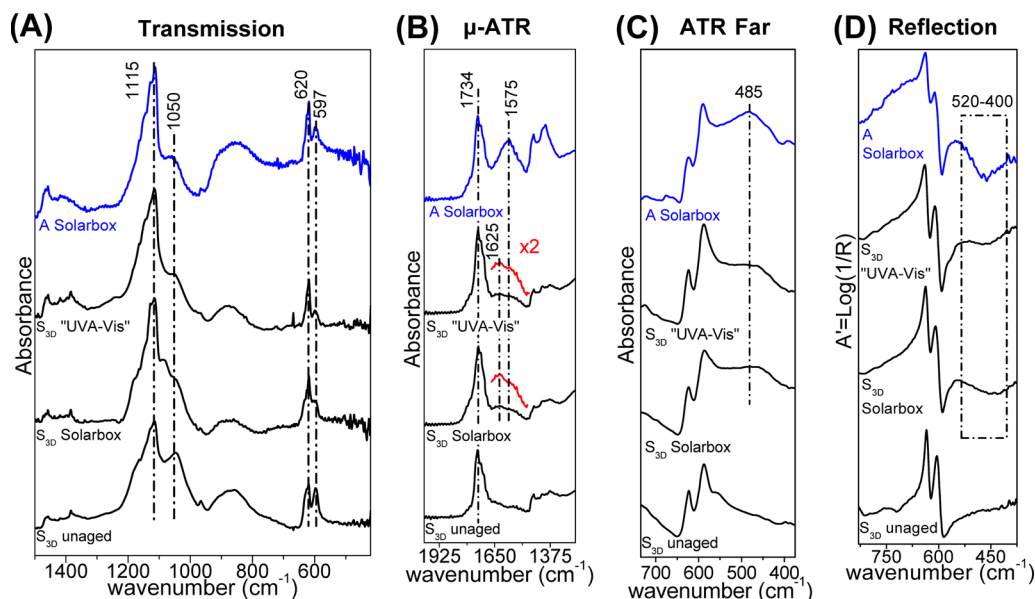 (A) Transmission
1115
1050
620
597
A Solarbox
S3D "UVA-Vis"
S3D Solarbox
S3D unaged
Absorbance
1400 1200 1000 800 600
wavenumber (cm-1)
(B) µ-ATR
1734
1575
1625
x2
A Solarbox
S3D "UVA-Vis"
S3D Solarbox
S3D unaged
Absorbance
1925 1650 1375
wavenumber (cm-1)
(C) ATR Far
485
A Solarbox
S3D "UVA-Vis"
S3D Solarbox
S3D unaged
Absorbance
700 600 500 400
wavenumber (cm-1)
(D) Reflection
520-400
A
Solarbox
S3D
"UVA-Vis"
S3D
Solarbox
S3D unaged
A'=Log(1/R)
800 600 400
wavenumber (cm-1)